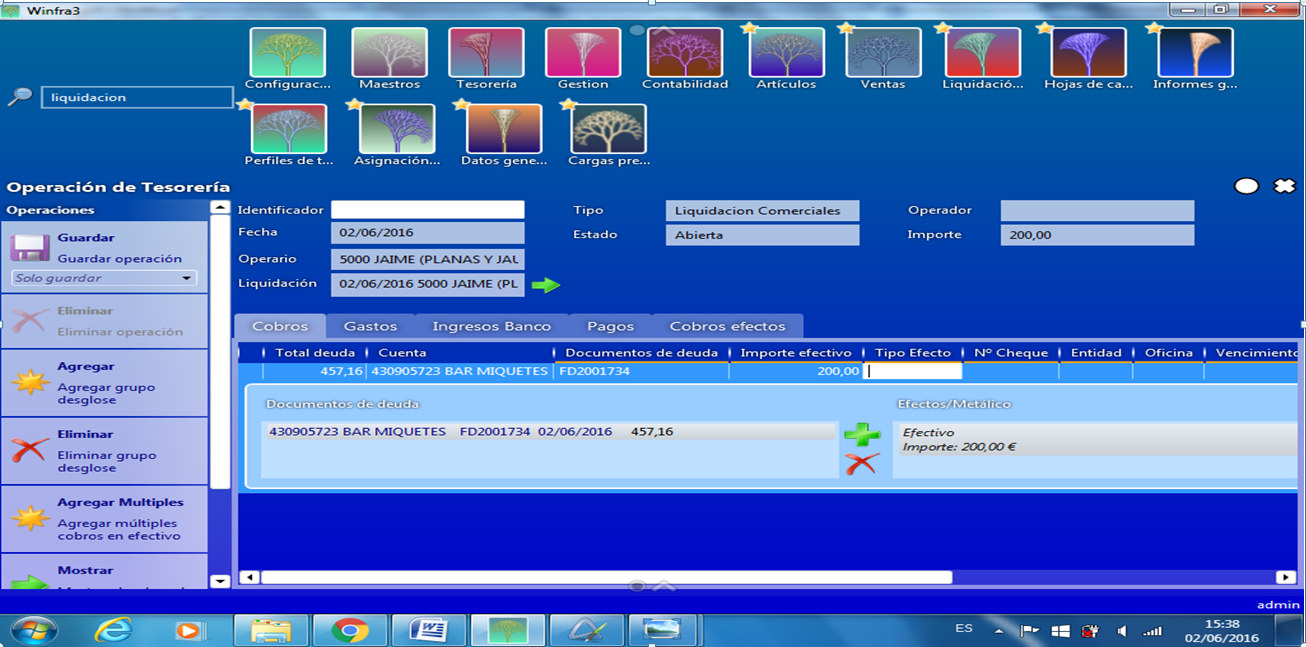 Winfra3
Configurac... Maestros Tesorería Gestion Contabilidad Artículos Ventas Liquidació... Hojas de ca... Informes g...
liquidacion
Perfiles de t... Asignación... Datos gene... Cargas pre...
Operación de Tesorería
Operaciones
Guardar
Guardar operación
Solo guardar
Eliminar
Eliminar operación
Agregar
Agregar grupo
desglose
Eliminar
Eliminar grupo
desglose
Agregar Multiples
Agregar múltiples
cobros en efectivo
Mostrar
Identificador Tipo Liquidacion Comerciales Operador
Fecha 02/06/2016 Estado Abierta Importe 200,00
Operario 5000 JAIME (PLANAS Y JAU
Liquidación 02/06/2016 5000 JAIME (PL
Cobros Gastos Ingresos Banco Pagos Cobros efectos
Total deuda Cuenta Documentos de deuda Importe efectivo Tipo Efecto Nº Cheque Entidad Oficina Vencimiento
457,16 430905723 BAR MIQUETES FD2001734 200,00
Documentos de deuda Efectos/Metálico
430905723 BAR MIQUETES FD2001734 02/06/2016 457,16
Efectivo
Importe: 200,00 €
admin
ES 15:38
02/06/2016